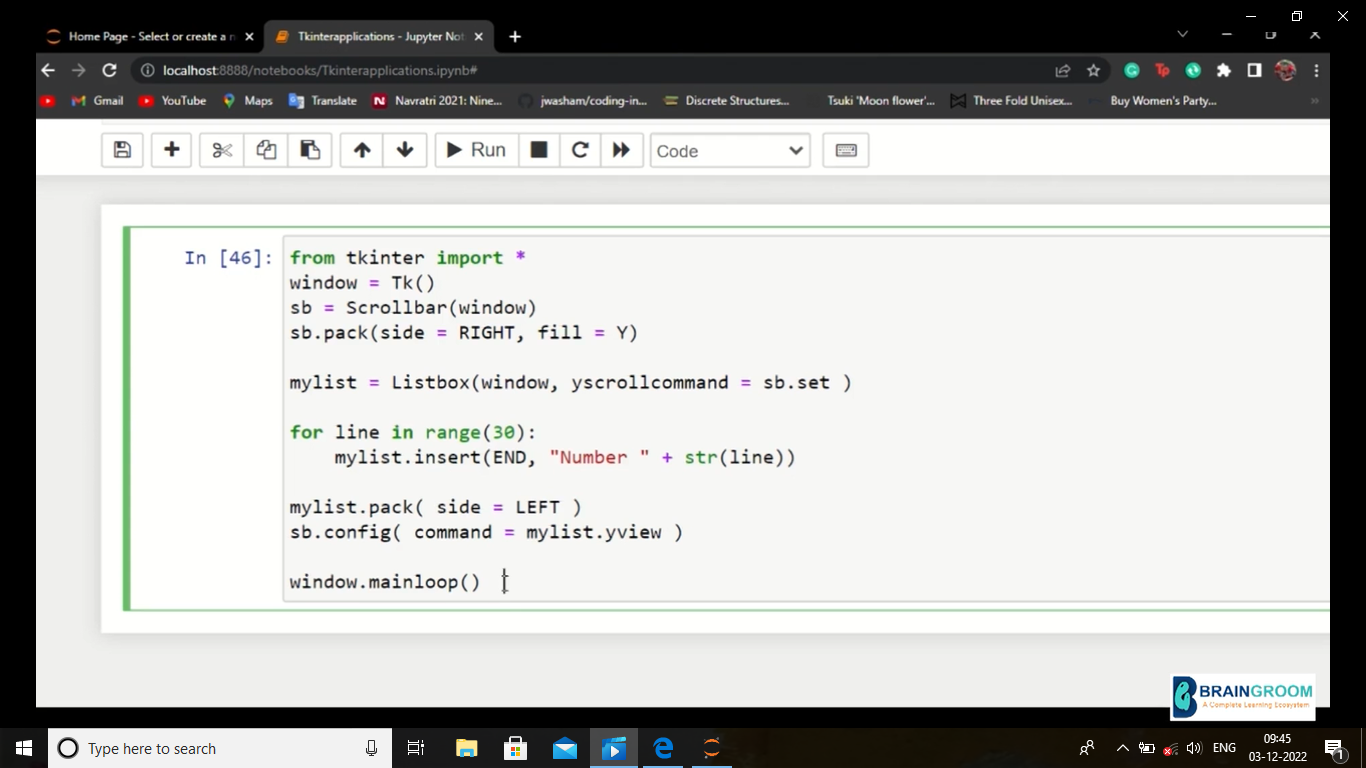 Home Page - Select or create a n
Tkinterapplications - Jupyter Not
localhost:8888/notebooks/Tkinterapplications.ipynb#
Gmail YouTube Maps Translate Navratri 2021: Nine... jwasham/coding-in... Discrete Structures... Tsuki 'Moon flower'... Three Fold Unisex... Buy Women's Party... »
Run Code
In [46]:
from tkinter import *
window = Tk()
sb = Scrollbar(window)
sb.pack(side = RIGHT, fill = Y)
mylist = Listbox(window, yscrollcommand = sb.set )
for line in range(30):
    mylist.insert(END, "Number " + str(line))
mylist.pack( side = LEFT )
sb.config( command = mylist.yview )
window.mainloop()
BRAINGROOM
A Complete Learning Ecosystem
Type here to search
ENG
09:45
03-12-2022
1